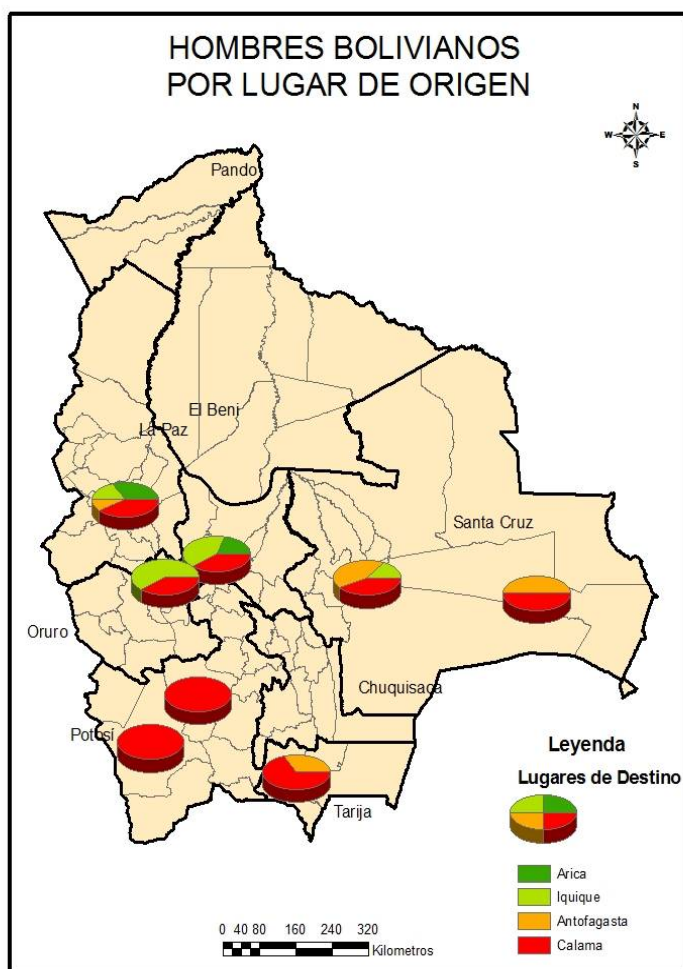 HOMBRES BOLIVIANOS
POR LUGAR DE ORIGEN
N
W E
S
Pando
El Beni
La Paz
Santa Cruz
Oruro
Chuquisaca
Potosí
Tarija
Leyenda
Lugares de Destino
Arica
Iquique
Antofagasta
Calama
0 40 80 160 240 320
Kilometros